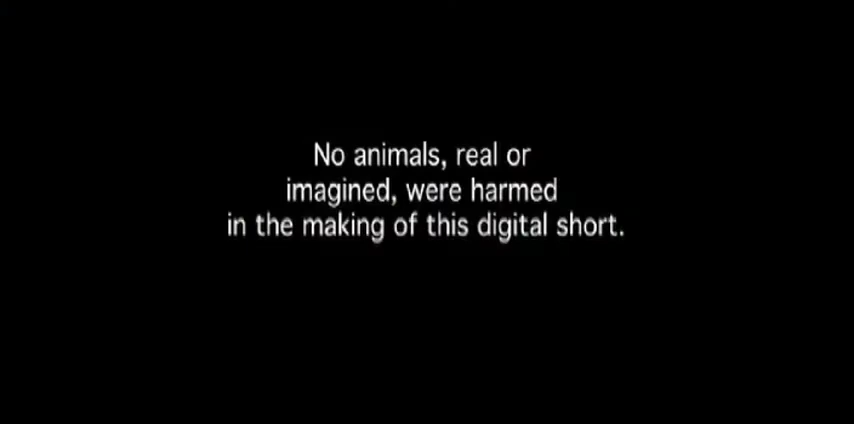 No animals, real or
imagined, were harmed
in the making of this digital short.